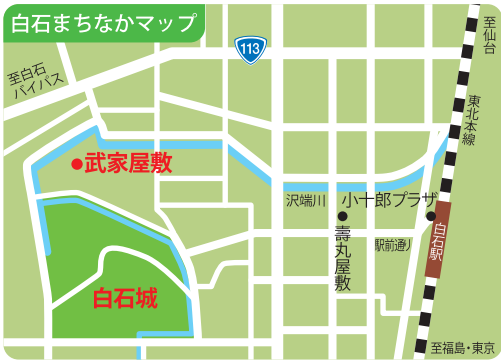 白石まちなかマップ
113
至仙台
至白石
バイパス
東北本線
武家屋敷
沢端川
小十郎プラザ
壽丸屋敷
駅前通り
白石駅
白石城
至福島・東京